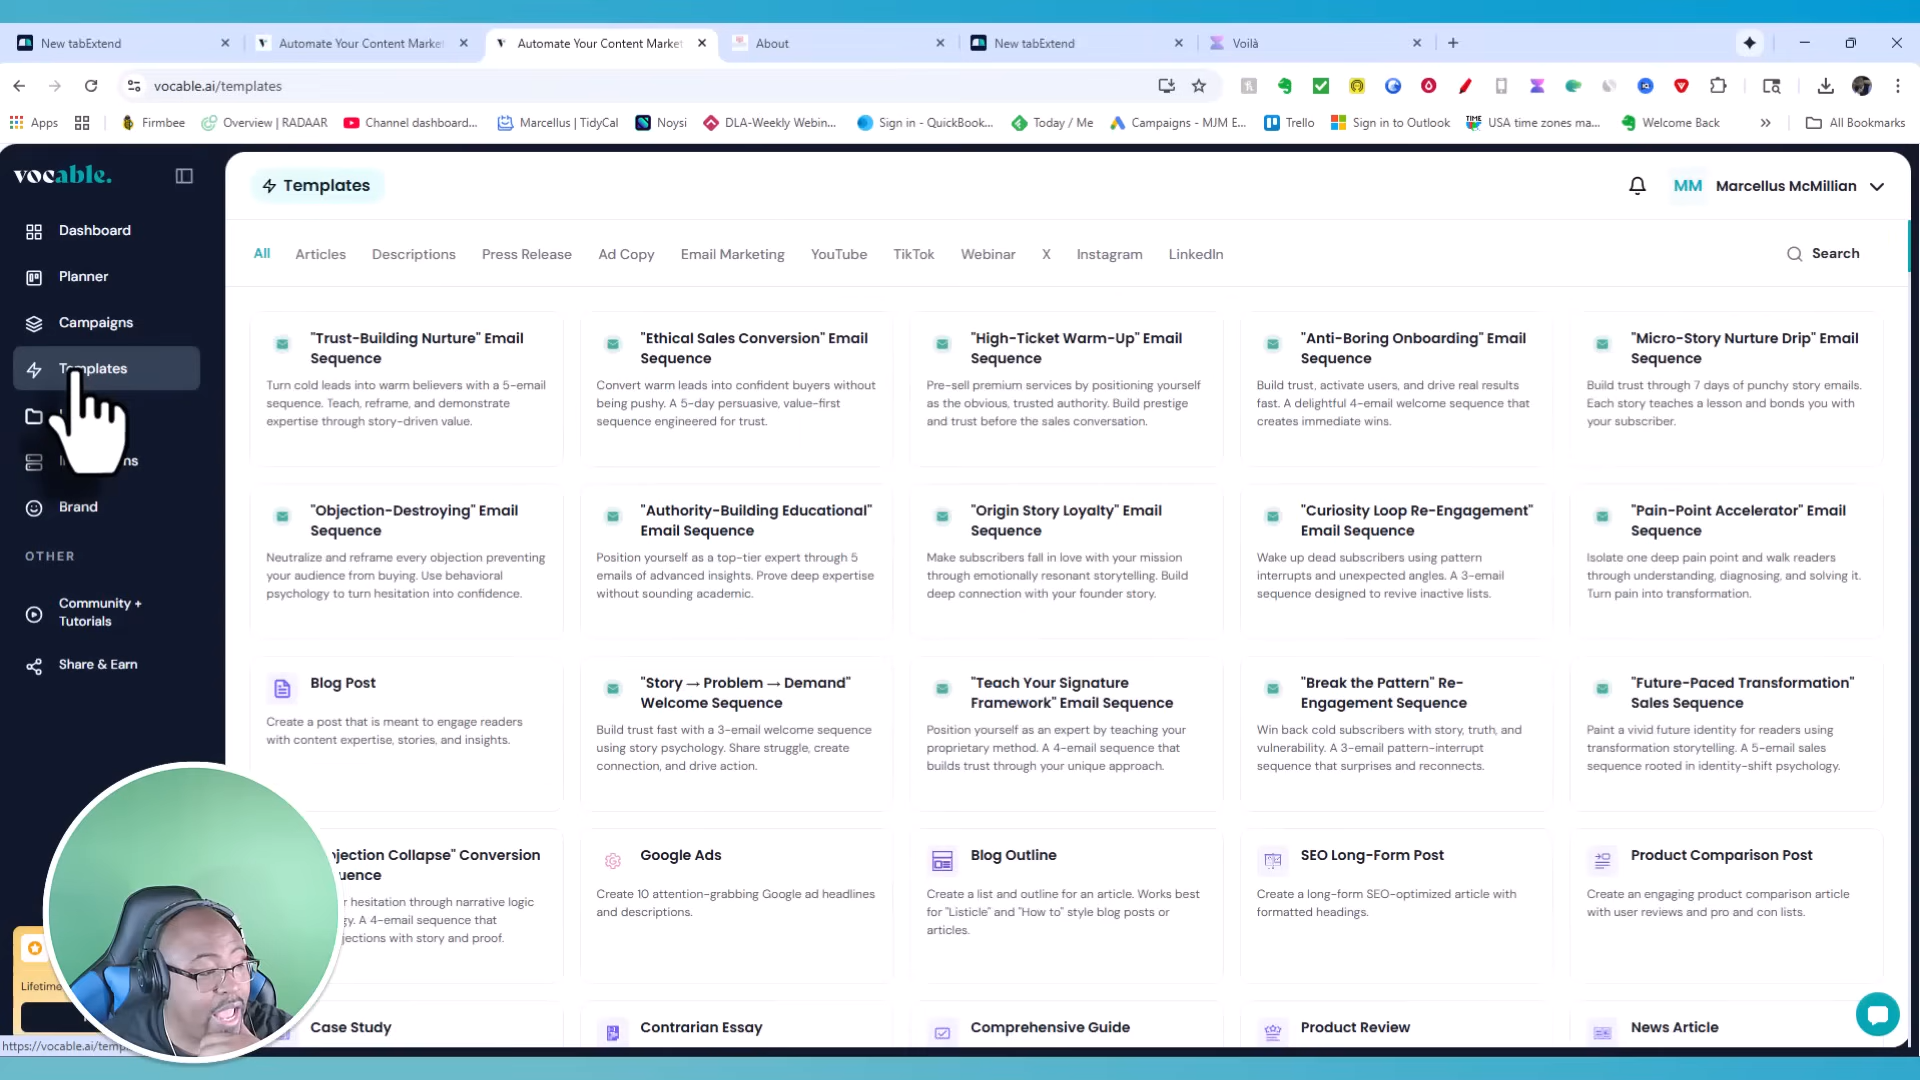 New tabExtend
Automate Your Content Market
Automate Your Content Market
About
New tabExtend
Voilà
vocable.ai/templates
Apps
Firmbee
Overview | RADAAR
Channel dashboard...
Marcellus | TidyCal
Noysi
DLA-Weekly Webin...
Sign in - QuickBook...
Today / Me
Campaigns - MJM E...
Trello
Sign in to Outlook
USA time zones ma...
Welcome Back
All Bookmarks
vocable.
Dashboard
Planner
Campaigns
Templates
Brand
OTHER
Community +
Tutorials
Share & Earn
Lifetime
https://vocable.ai/temp
Templates
MM
Marcellus McMillian
All
Articles
Descriptions
Press Release
Ad Copy
Email Marketing
YouTube
TikTok
Webinar
X
Instagram
LinkedIn
Search
"Trust-Building Nurture" Email
Sequence
Turn cold leads into warm believers with a 5-email
sequence. Teach, reframe, and demonstrate
expertise through story-driven value.
"Ethical Sales Conversion" Email
Sequence
Convert warm leads into confident buyers without
being pushy. A 5-day persuasive, value-first
sequence engineered for trust.
"High-Ticket Warm-Up" Email
Sequence
Pre-sell premium services by positioning yourself
as the obvious, trusted authority. Build prestige
and trust before the sales conversation.
"Anti-Boring Onboarding" Email
Sequence
Build trust, activate users, and drive real results
fast. A delightful 4-email welcome sequence that
creates immediate wins.
"Micro-Story Nurture Drip" Email
Sequence
Build trust through 7 days of punchy story emails.
Each story teaches a lesson and bonds you with
your subscriber.
"Objection-Destroying" Email
Sequence
Neutralize and reframe every objection preventing
your audience from buying. Use behavioral
psychology to turn hesitation into confidence.
"Authority-Building Educational"
Email Sequence
Position yourself as a top-tier expert through 5
emails of advanced insights. Prove deep expertise
without sounding academic.
"Origin Story Loyalty" Email
Sequence
Make subscribers fall in love with your mission
through emotionally resonant storytelling. Build
deep connection with your founder story.
"Curiosity Loop Re-Engagement"
Email Sequence
Wake up dead subscribers using pattern
interrupts and unexpected angles. A 3-email
sequence designed to revive inactive lists.
"Pain-Point Accelerator" Email
Sequence
Isolate one deep pain point and walk readers
through understanding, diagnosing, and solving it.
Turn pain into transformation.
Blog Post
Create a post that is meant to engage readers
with content expertise, stories, and insights.
"Story → Problem → Demand"
Welcome Sequence
Build trust fast with a 3-email welcome sequence
using story psychology. Share struggle, create
connection, and drive action.
"Teach Your Signature
Framework" Email Sequence
Position yourself as an expert by teaching your
proprietary method. A 4-email sequence that
builds trust through your unique approach.
"Break the Pattern" Re-
Engagement Sequence
Win back cold subscribers with story, truth, and
vulnerability. A 3-email pattern-interrupt
sequence that surprises and reconnects.
"Future-Paced Transformation"
Sales Sequence
Paint a vivid future identity for readers using
transformation storytelling. A 5-email sales
sequence rooted in identity-shift psychology.
jection Collapse" Conversion
uence
r hesitation through narrative logic
gy. A 4-email sequence that
jections with story and proof.
Google Ads
Create 10 attention-grabbing Google ad headlines
and descriptions.
Blog Outline
Create a list and outline for an article. Works best
for "Listicle" and "How to" style blog posts or
articles.
SEO Long-Form Post
Create a long-form SEO-optimized article with
formatted headings.
Product Comparison Post
Create an engaging product comparison article
with user reviews and pro and con lists.
Case Study
Contrarian Essay
Comprehensive Guide
Product Review
News Article